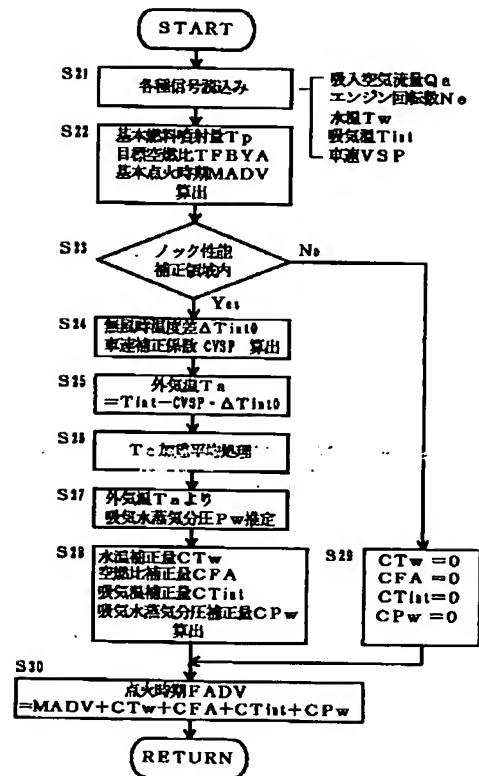 START
S21
各種信号読込み
吸入空気流量Qa
エンジン回転数Ne
水温Tw
吸気温Tint
車速VSP
S22
基本燃料噴射量Tp
目標空燃比TFBYA
基本点火時期MADV
算出
S23
ノック性能
補正領域内
No
Yes
S24
無風時温度差ΔTint0
車速補正係数 CVSP 算出
S25
外気温Ta
=Tint-CVSP・ΔTint0
S26
加重平均処理
S27
外気温Taより
吸気水蒸気分圧Pw推定
S28
水温補正量CTw
空燃比補正量CFA
吸気温補正量CTint
吸気水蒸気分圧補正量CPw
算出
S29
CTw=0
CFA=0
CTint=0
CPw=0
S30
点火時期FADV
=MADV+CTw+CFA+CTint+CPw
RETURN